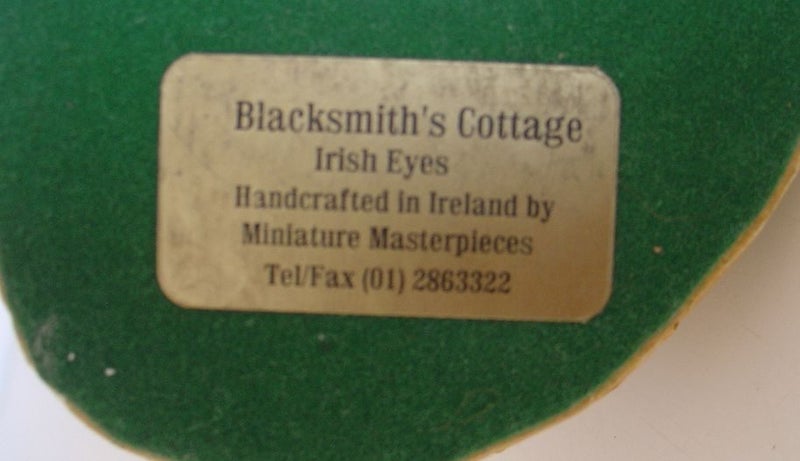 Blacksmith's Cottage
Irish Eyes
Handcrafted in Ireland by
Miniature Masterpieces
Tel/Fax (01) 2863322